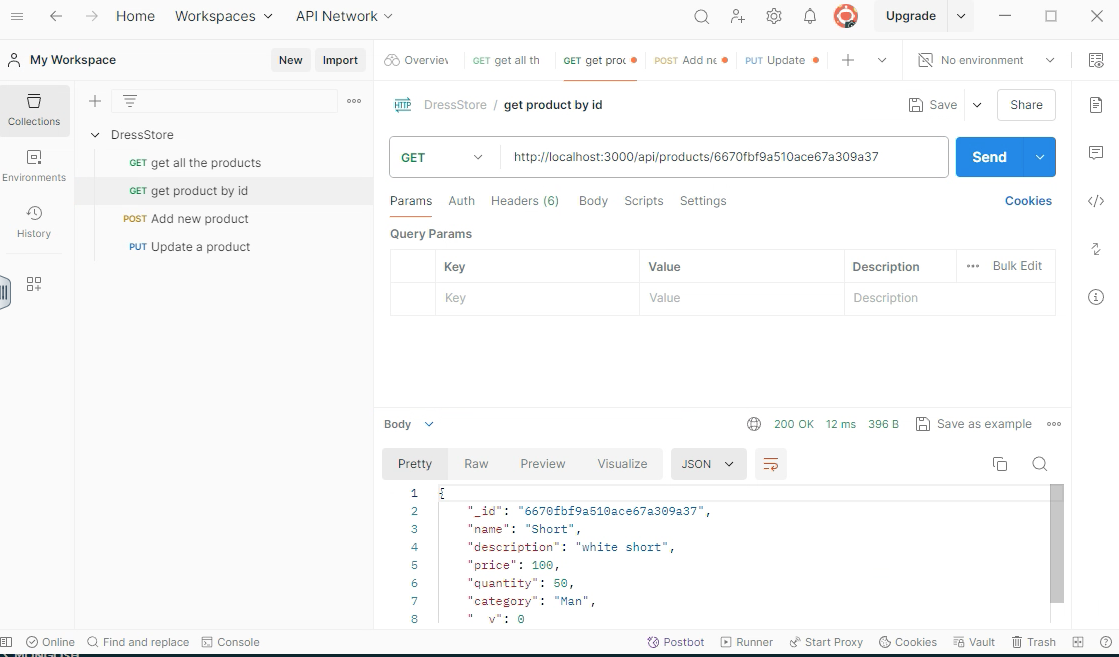 Home Workspaces API Network Upgrade
My Workspace New Import
Overview GET get all th GET get proc POST Add ne PUT Update No environment
Collections
Environments
History
DressStore
GET get all the products
GET get product by id
POST Add new product
PUT Update a product
HTTP DressStore / get product by id Save Share
GET http://localhost:3000/api/products/6670fbf9a510ace67a309a37 Send
Params Auth Headers (6) Body Scripts Settings Cookies
Query Params
Key Value Description Bulk Edit
Key Value Description
Body 200 OK 12 ms 396 B Save as example
Pretty Raw Preview Visualize JSON
1 {
2 "_id": "6670fbf9a510ace67a309a37",
3 "name": "Short",
4 "description": "white short",
5 "price": 100,
6 "quantity": 50,
7 "category": "Man",
8 "__v": 0
Online Find and replace Console Postbot Runner Start Proxy Cookies Vault Trash